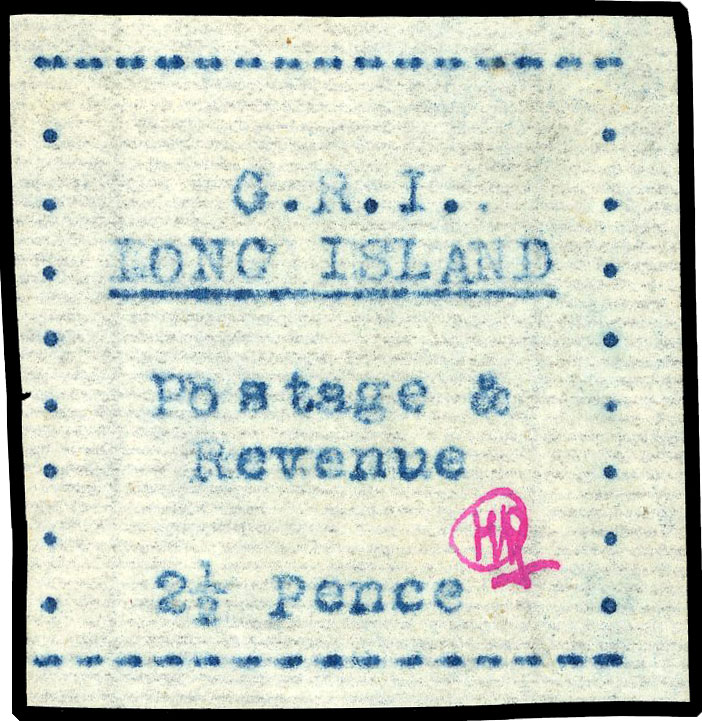 G.R.I.
LONG ISLAND
Postage &
Revenue
2½ pence